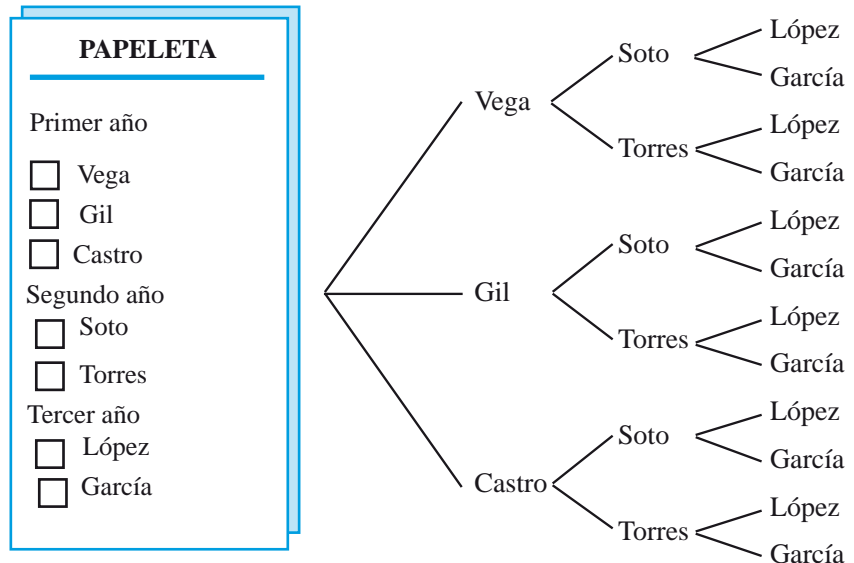 PAPELETA
Primer año
Vega
Gil
Castro
Segundo año
Soto
Torres
Tercer año
López
García
Vega
Soto
López
García
Torres
López
García
Gil
Soto
López
García
Torres
López
García
Castro
Soto
López
García
Torres
López
García